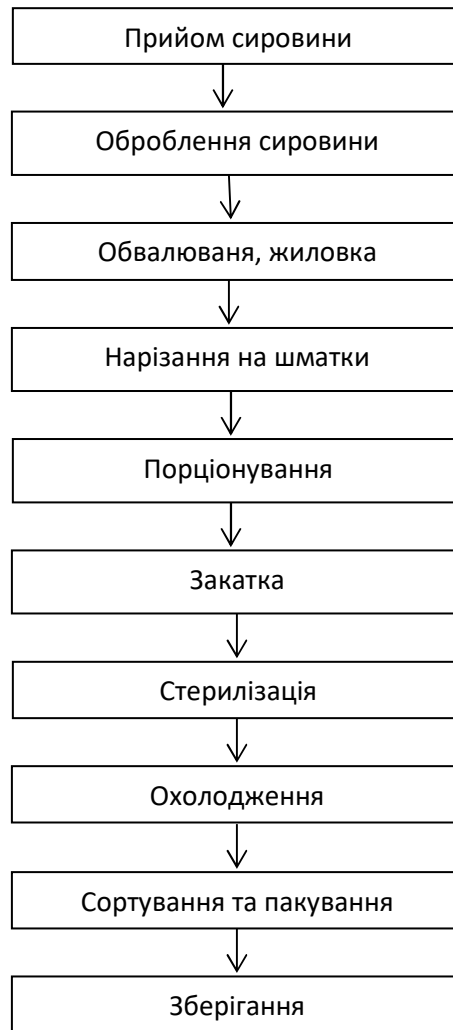 Прийом сировини
Оброблення сировини
Обвалюваня, жиловка
Нарізання на шматки
Порціонування
Закатка
Стерилізація
Охолодження
Сортування та пакування
Зберігання